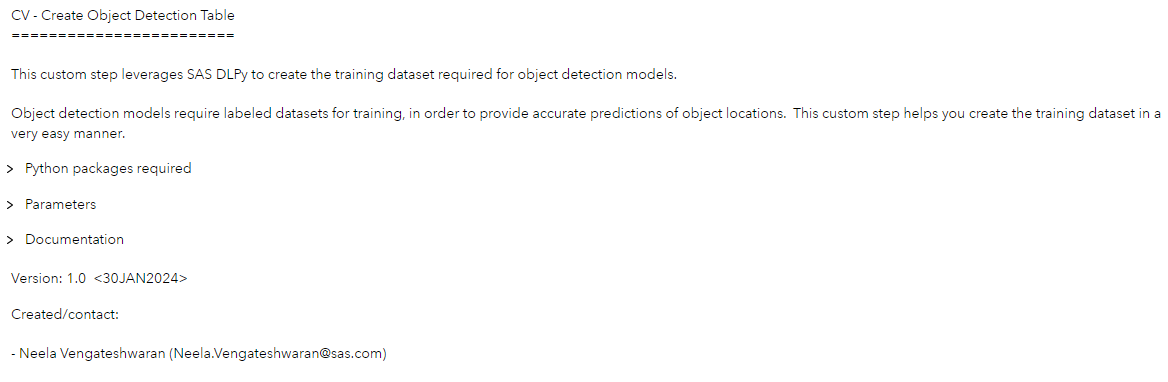 CV - Create Object Detection Table
========================
This custom step leverages SAS DLPy to create the training dataset required for object detection models.
Object detection models require labeled datasets for training, in order to provide accurate predictions of object locations.  This custom step helps you create the training dataset in a
very easy manner.
> Python packages required
> Parameters
> Documentation
Version: 1.0  <30JAN2024>
Created/contact:
- Neela Vengateshwaran (Neela.Vengateshwaran@sas.com)